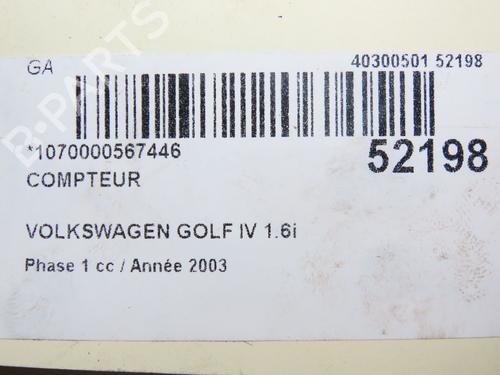 GA 40300501 52198
*1070000567446 52198
COMPTEUR
VOLKSWAGEN GOLF IV 1.6i
Phase 1 cc / Année 2003
B-PARTS